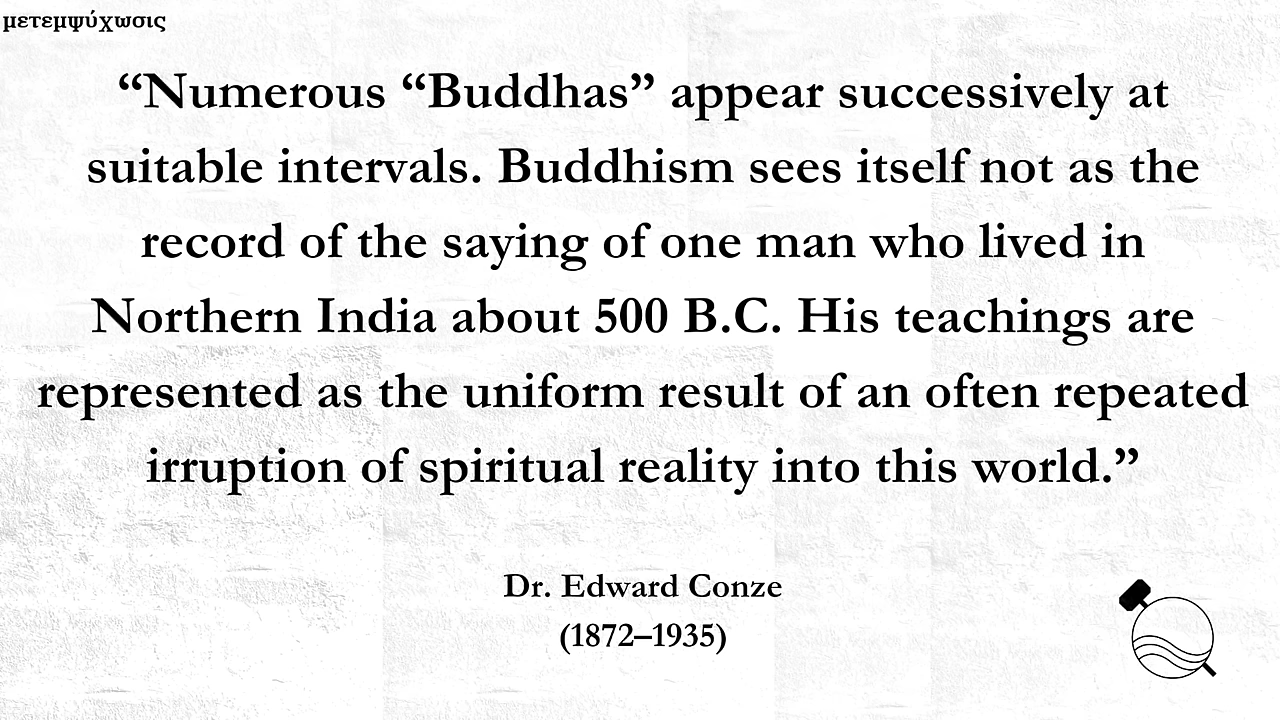 μετεμψύχωσις
“Numerous “Buddhas” appear successively at
suitable intervals. Buddhism sees itself not as the
record of the saying of one man who lived in
Northern India about 500 B.C. His teachings are
represented as the uniform result of an often repeated
irruption of spiritual reality into this world.”
Dr. Edward Conze
(1872–1935)